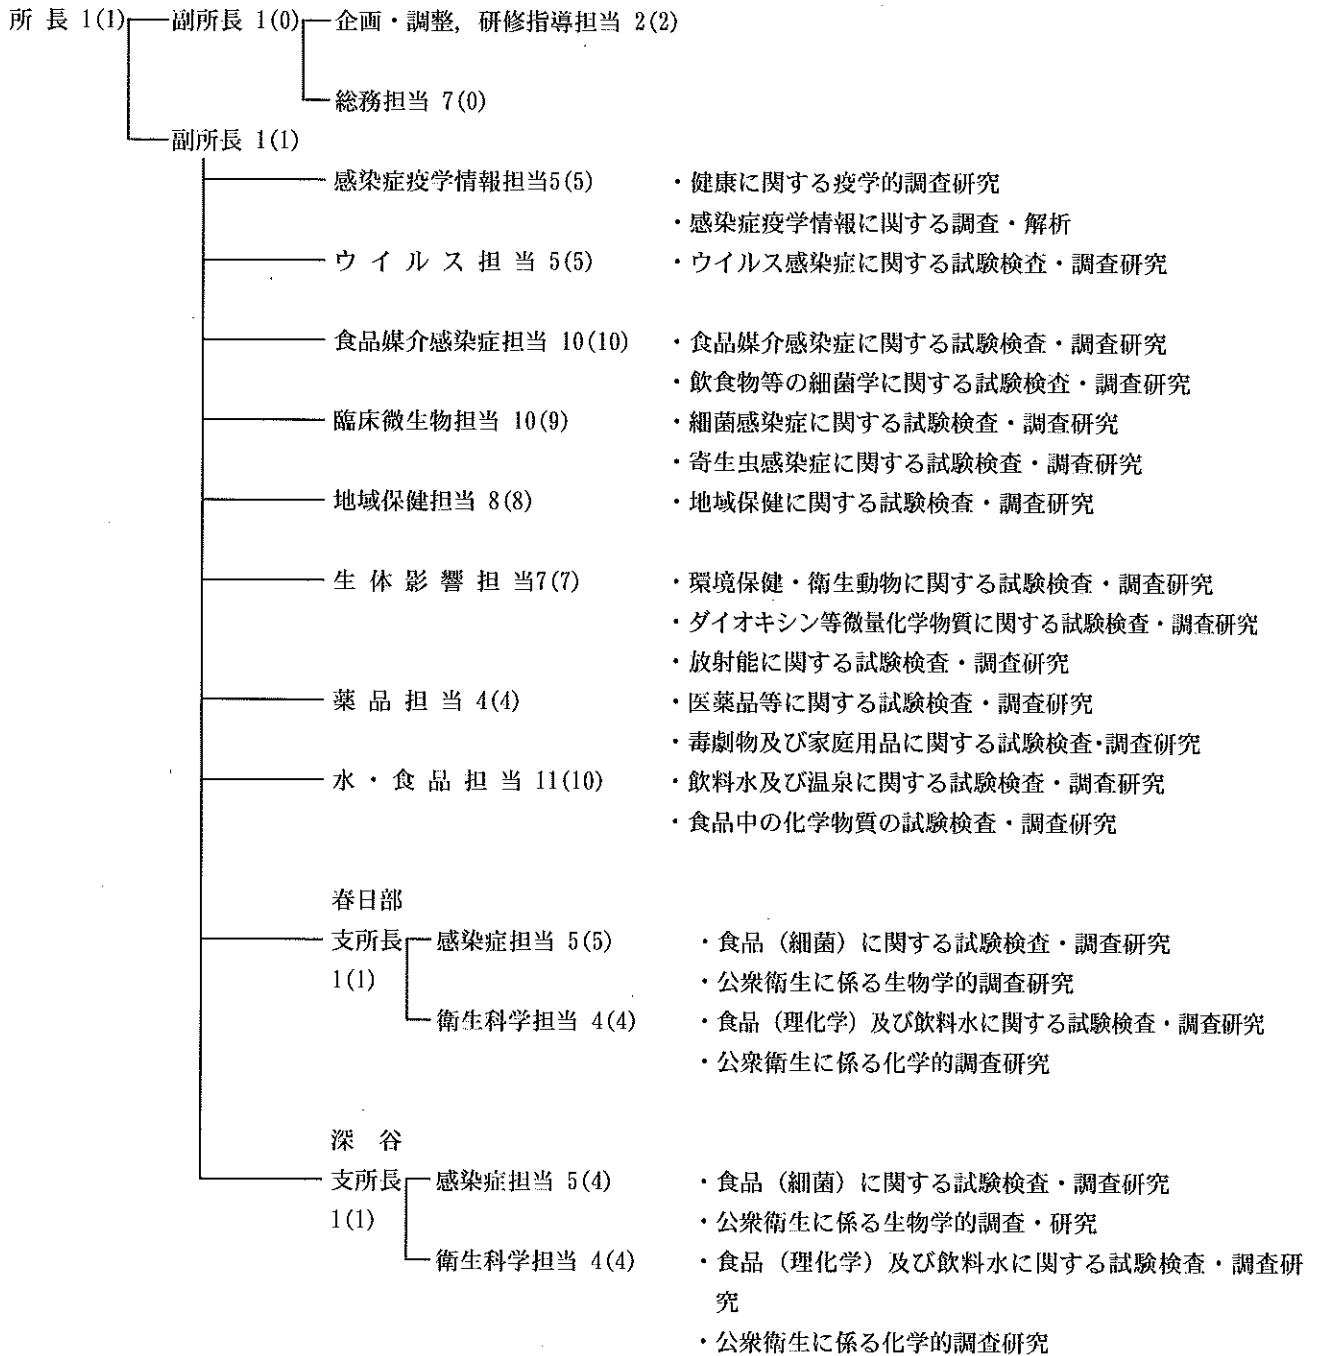 所長 1(1) 副所長 1(0) 企画・調整, 研修指導担当 2(2)
総務担当 7(0)
副所長 1(1)
感染症疫学情報担当5(5) ・健康に関する疫学的調査研究
・感染症疫学情報に関する調査・解析
ウイルス担当 5(5) ・ウイルス感染症に関する試験検査・調査研究
食品媒介感染症担当 10(10) ・食品媒介感染症に関する試験検査・調査研究
・飲食物等の細菌学に関する試験検査・調査研究
臨床微生物担当 10(9) ・細菌感染症に関する試験検査・調査研究
・寄生虫感染症に関する試験検査・調査研究
地域保健担当 8(8) ・地域保健に関する試験検査・調査研究
生体影響担当7(7) ・環境保健・衛生動物に関する試験検査・調査研究
・ダイオキシン等微量化学物質に関する試験検査・調査研究
・放射能に関する試験検査・調査研究
薬品担当 4(4) ・医薬品等に関する試験検査・調査研究
・毒劇物及び家庭用品に関する試験検査・調査研究
水・食品担当 11(10) ・飲料水及び温泉に関する試験検査・調査研究
・食品中の化学物質の試験検査・調査研究
春日部
支所長 感染症担当 5(5) ・食品（細菌）に関する試験検査・調査研究
1(1) ・公衆衛生に係る生物学的調査研究
衛生科学担当 4(4) ・食品（理化学）及び飲料水に関する試験検査・調査研究
・公衆衛生に係る化学的調査研究
深谷
支所長 感染症担当 5(4) ・食品（細菌）に関する試験検査・調査研究
1(1) ・公衆衛生に係る生物学的調査・研究
衛生科学担当 4(4) ・食品（理化学）及び飲料水に関する試験検査・調査研
究
・公衆衛生に係る化学的調査研究